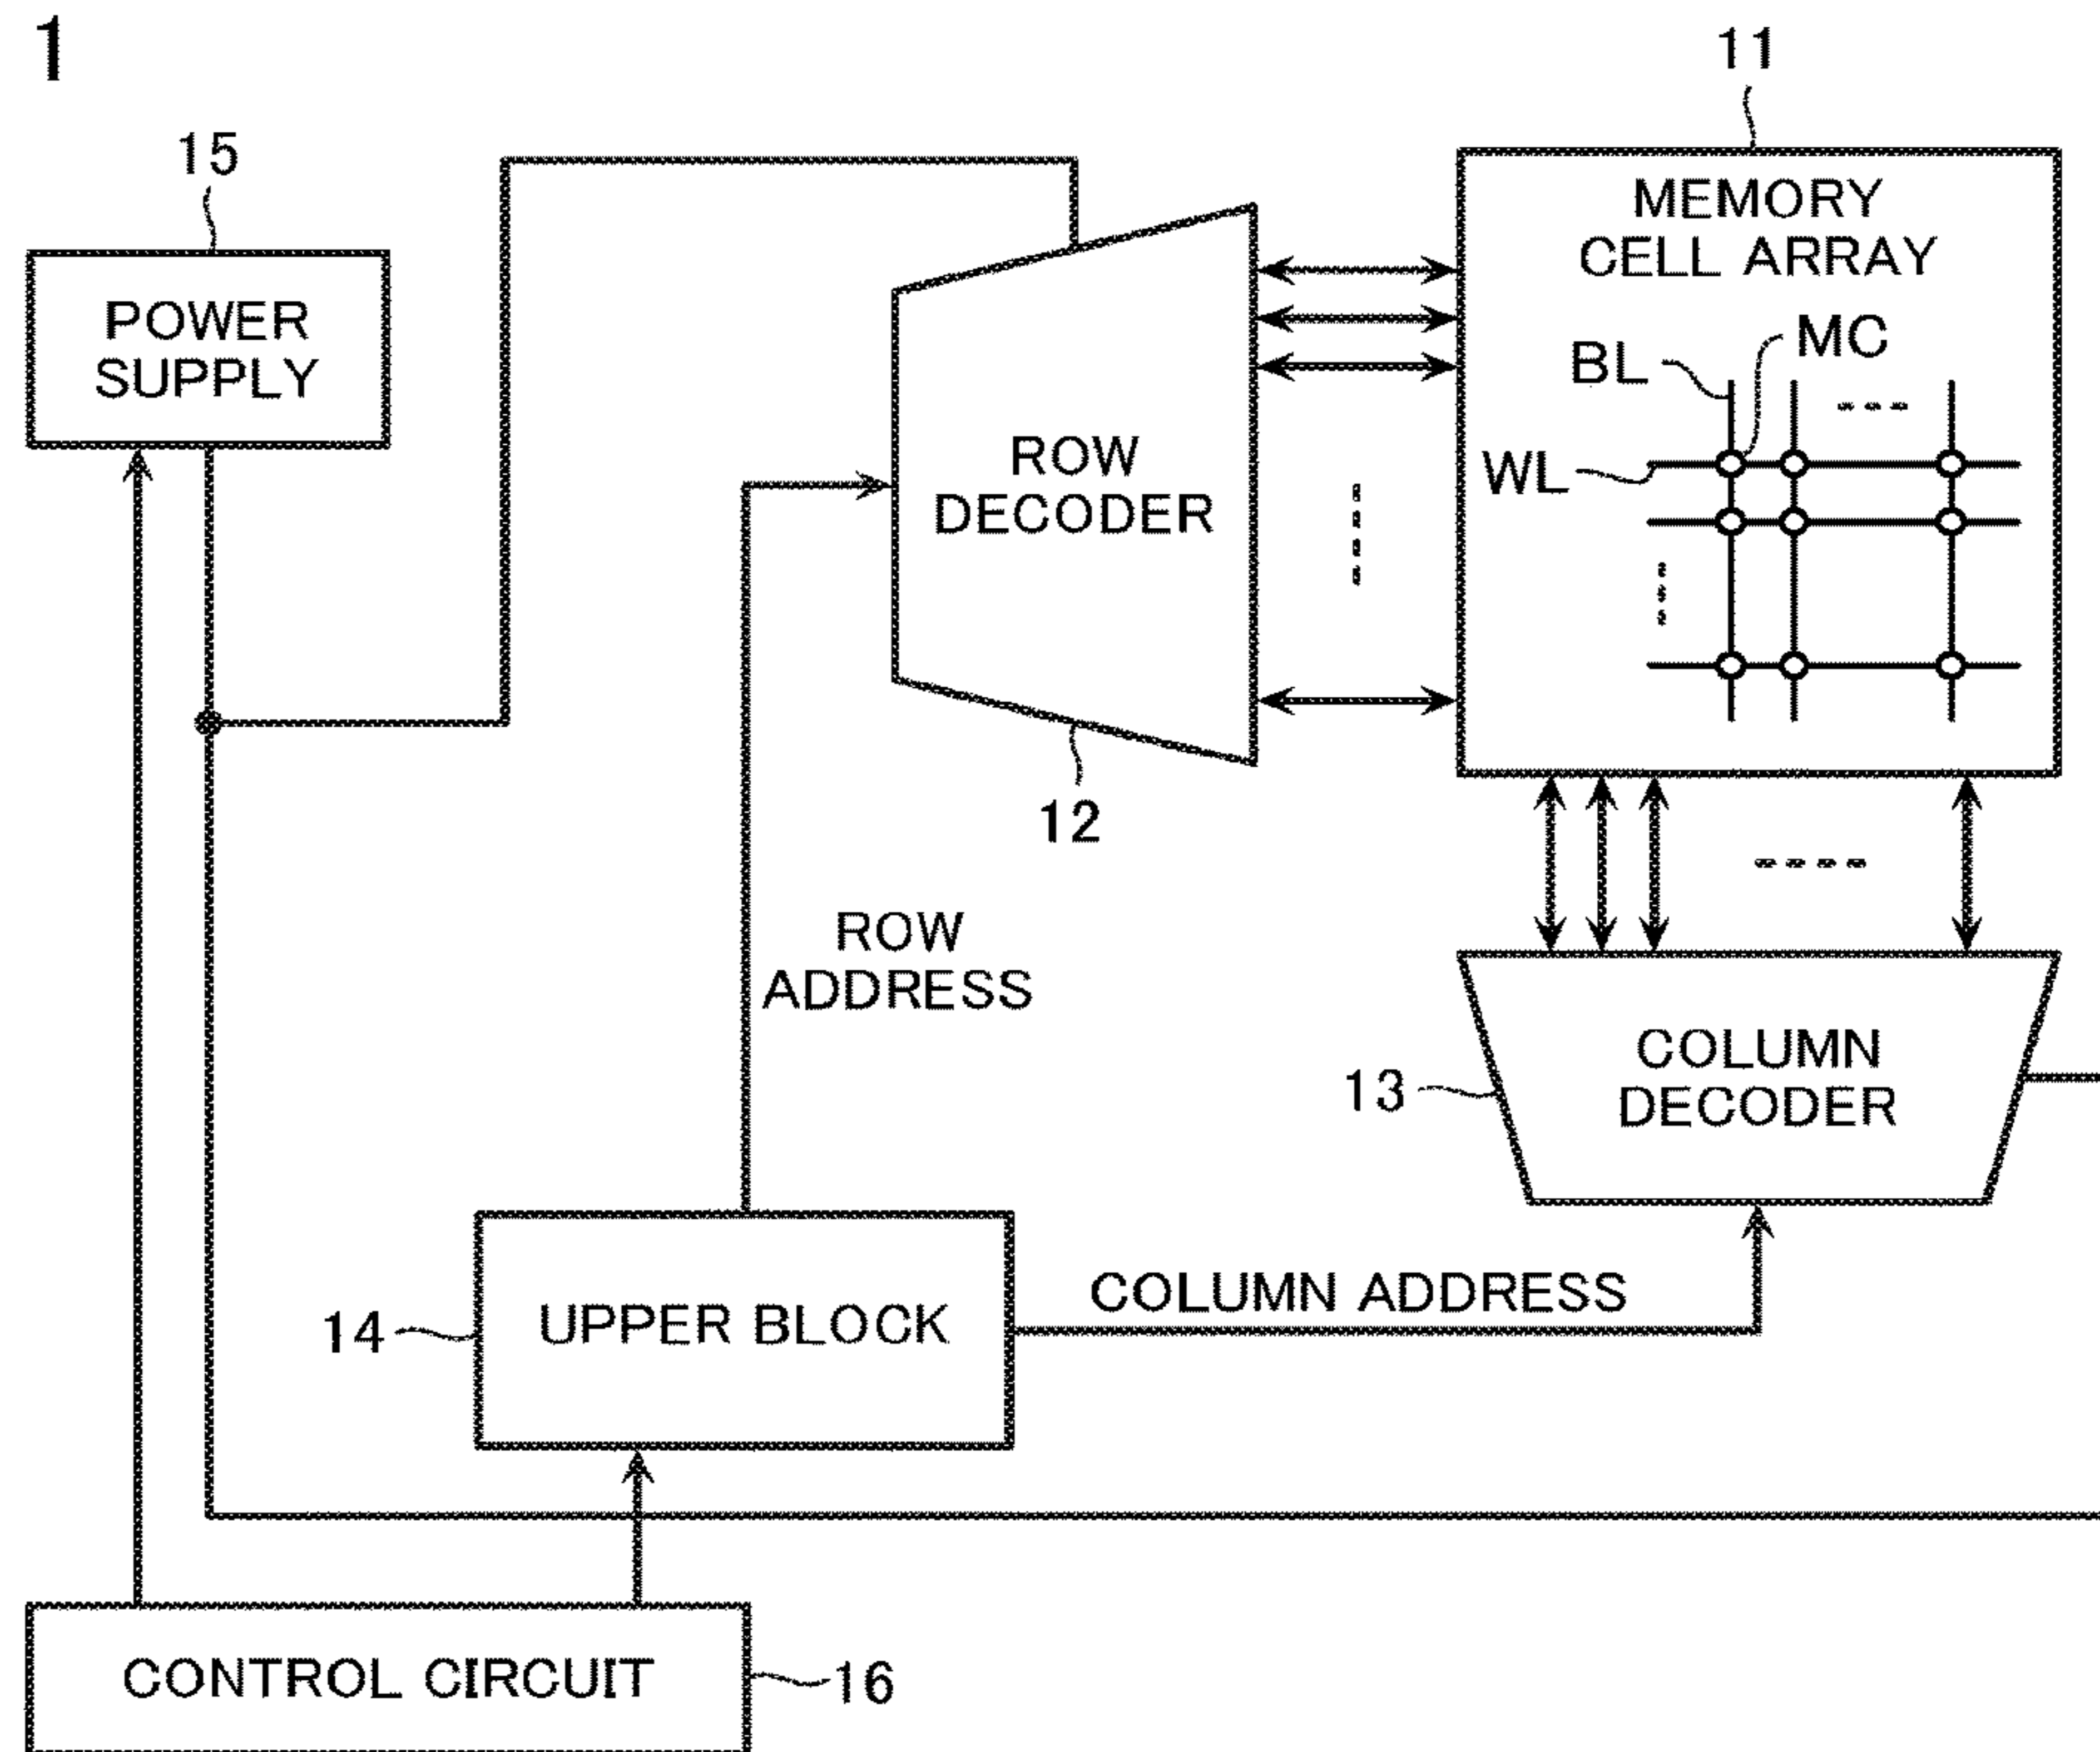 1
11
15
MEMORY
CELL ARRAY
POWER
SUPPLY
MC
BL
WL
ROW
DECODER
12
ROW
ADDRESS
COLUMN
DECODER
13
COLUMN ADDRESS
14
UPPER BLOCK
CONTROL CIRCUIT
16